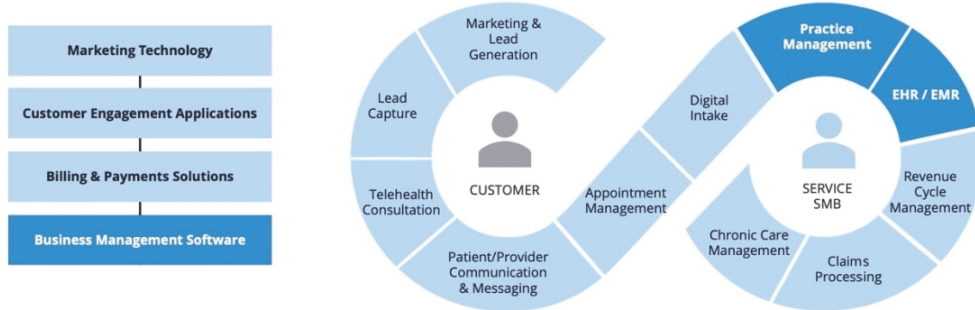 Marketing Technology
Customer Engagement Applications
Billing & Payments Solutions
Business Management Software
Marketing &
Lead
Generation
Lead
Capture
Telehealth
Consultation
Patient/Provider
Communication
& Messaging
Appointment
Management
Digital
Intake
Practice
Management
EHR / EMR
Revenue
Cycle
Management
Claims
Processing
Chronic Care
Management
CUSTOMER
SERVICE
SMB